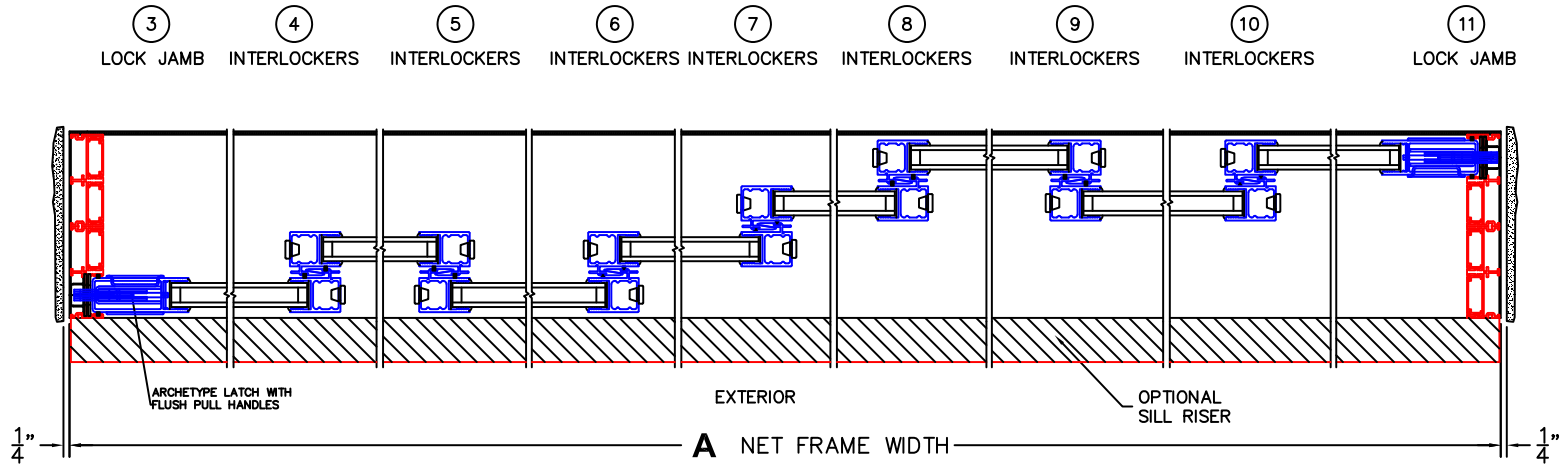 3 4 5 6 7 8 9 10 11
LOCK JAMB INTERLOCKERS INTERLOCKERS INTERLOCKERS INTERLOCKERS INTERLOCKERS INTERLOCKERS INTERLOCKERS LOCK JAMB
ARCHETYPE LATCH WITH
FLUSH PULL HANDLES
EXTERIOR
OPTIONAL
SILL RISER
1/4" A NET FRAME WIDTH 1/4"